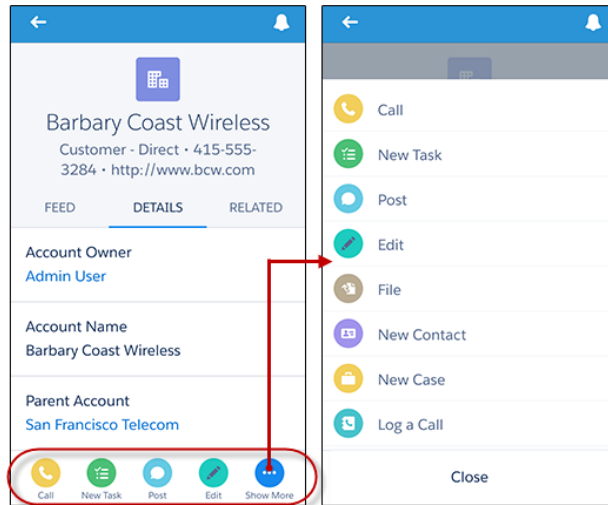 Barbary Coast Wireless
Customer - Direct • 415-555-
3284 • http://www.bcw.com
FEED DETAILS RELATED
Account Owner
Admin User
Account Name
Barbary Coast Wireless
Parent Account
San Francisco Telecom
Call New Task Post Edit Show More
Call
New Task
Post
Edit
File
New Contact
New Case
Log a Call
Close